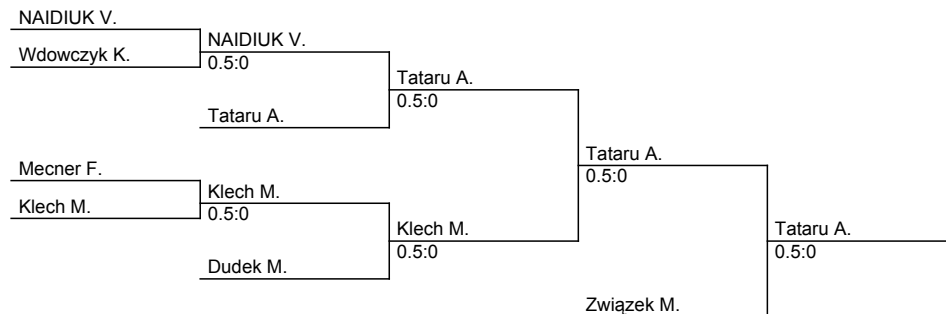 NAIDIUK V.
Wdowczyk K.
NAIDIUK V.
0.5:0
Tataru A.
Tataru A.
0.5:0
Mecner F.
Klech M.
Klech M.
0.5:0
Dudek M.
Klech M.
0.5:0
Tataru A.
0.5:0
Związek M.
Tataru A.
0.5:0